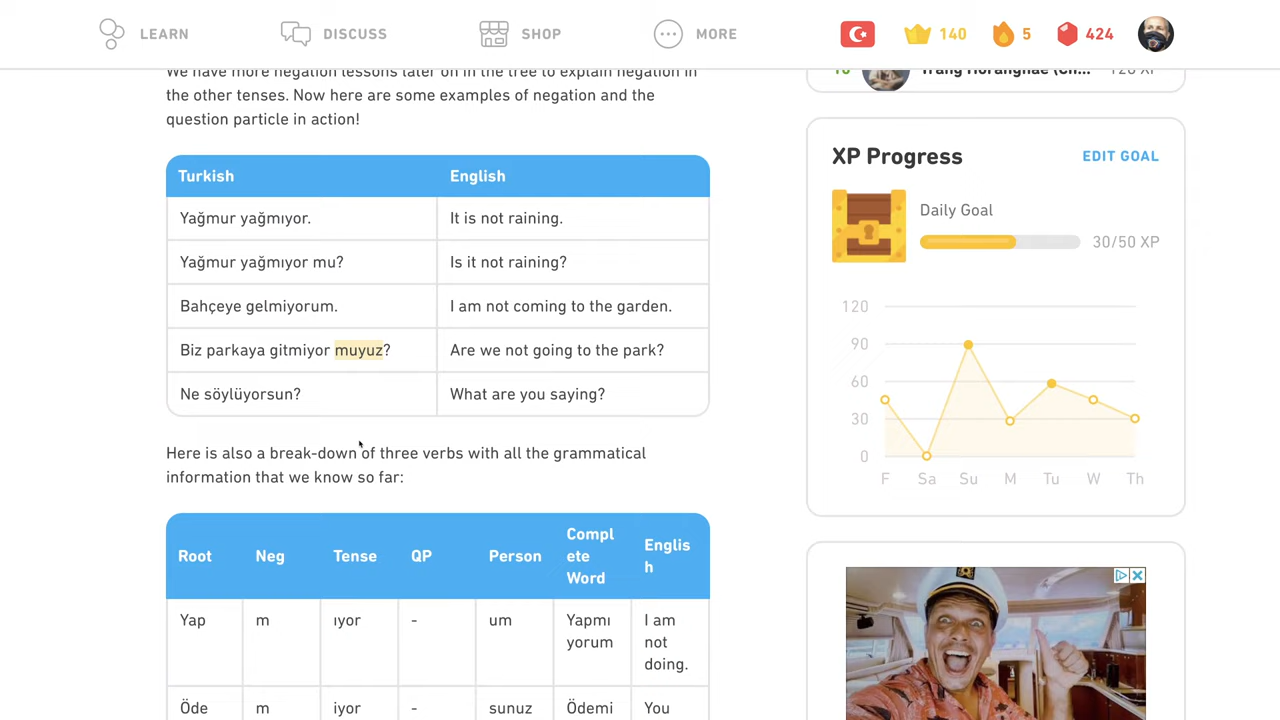 LEARN DISCUSS SHOP MORE 140 5 424
We have more negation lessons later on in the tree to explain negation in
the other tenses. Now here are some examples of negation and the
question particle in action!
Turkish English
Yağmur yağmıyor. It is not raining.
Yağmur yağmıyor mu? Is it not raining?
Bahçeye gelmiyorum. I am not coming to the garden.
Biz parkaya gitmiyor muyuz? Are we not going to the park?
Ne söylüyorsun? What are you saying?
Here is also a break-down of three verbs with all the grammatical
information that we know so far:
Root Neg Tense QP Person Compl
ete
Word Englis
h
Yap m ıyor - um Yapmı
yorum I am
not
doing.
Öde m iyor - sunuz Ödemi You
XP Progress EDIT GOAL
Daily Goal
30/50 XP
120
90
60
30
0
F Sa Su M Tu W Th